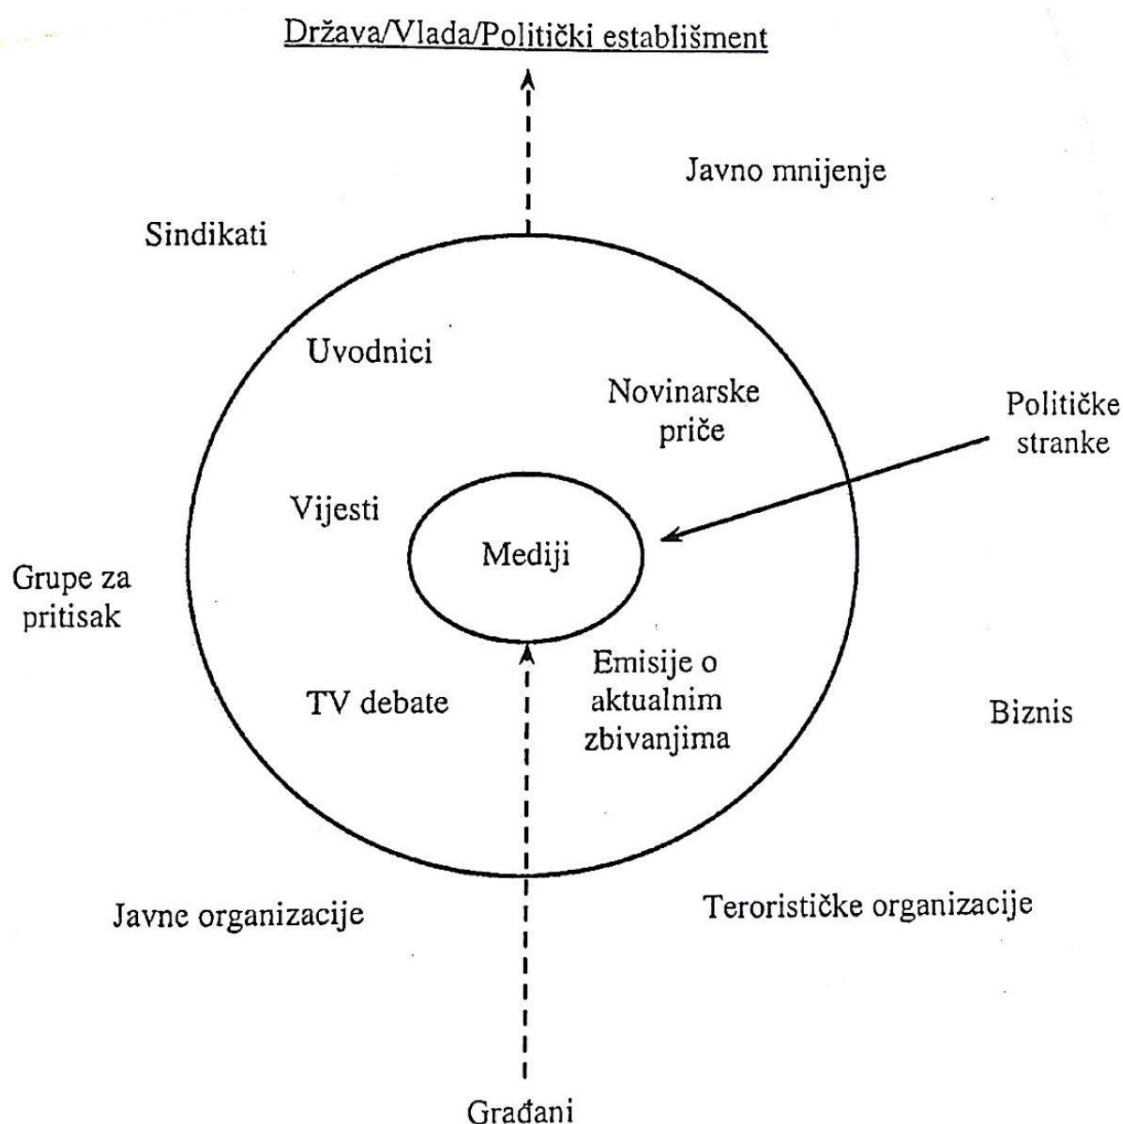 Država/Vlada/Politički establišment
Javno mnijenje
Sindikati
Uvodnici
Novinarske
priče
Političke
stranke
Vijesti
Mediji
Grupe za
pritisak
Emisije o
aktualnim
zbivanjima
TV debate
Biznis
Javne organizacije
Terorističke organizacije
Građani